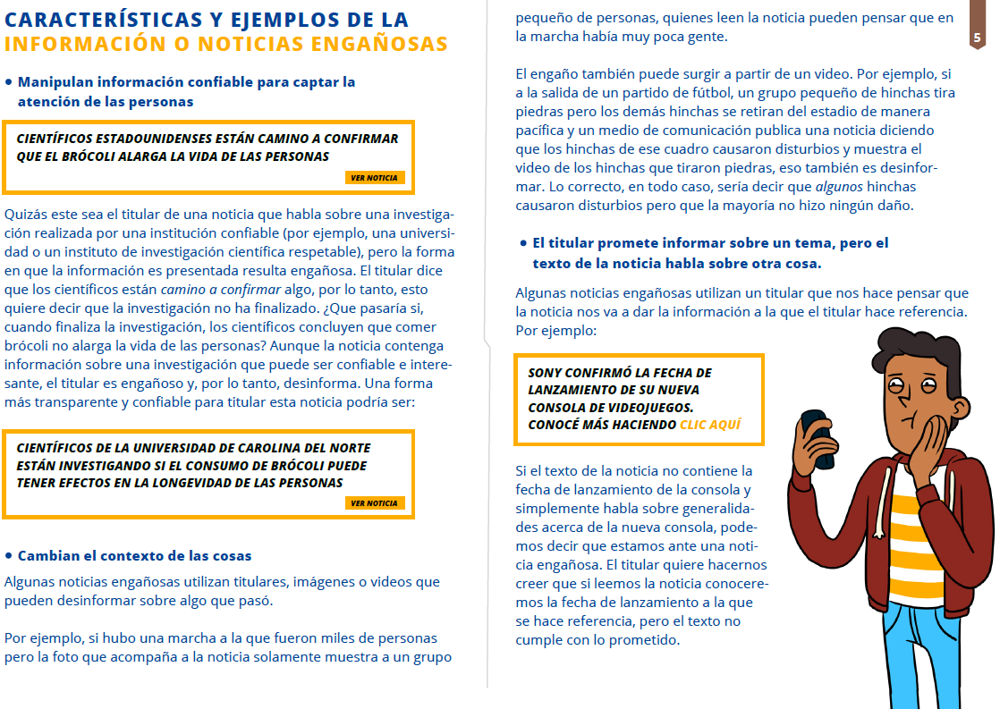 CARACTERÍSTICAS Y EJEMPLOS DE LA
INFORMACIÓN O NOTICIAS ENGAÑOSAS
• Manipulan información confiable para captar la
atención de las personas
CIENTÍFICOS ESTADOUNIDENSES ESTÁN CAMINO A CONFIRMAR
QUE EL BRÓCOLI ALARGA LA VIDA DE LAS PERSONAS
VER NOTICIA
Quizás este sea el titular de una noticia que habla sobre una investiga-
ción realizada por una institución confiable (por ejemplo, una universi-
dad o un instituto de investigación científica respetable), pero la forma
en que la información es presentada resulta engañosa. El titular dice
que los científicos están camino a confirmar algo, por lo tanto, esto
quiere decir que la investigación no ha finalizado. ¿Que pasaría si,
cuando finaliza la investigación, los científicos concluyen que comer
brócoli no alarga la vida de las personas? Aunque la noticia contenga
información sobre una investigación que puede ser confiable e intere-
sante, el titular es engañoso y, por lo tanto, desinforma. Una forma
más transparente y confiable para titular esta noticia podría ser:
CIENTÍFICOS DE LA UNIVERSIDAD DE CAROLINA DEL NORTE
ESTÁN INVESTIGANDO SI EL CONSUMO DE BRÓCOLI PUEDE
TENER EFECTOS EN LA LONGEVIDAD DE LAS PERSONAS
VER NOTICIA
• Cambian el contexto de las cosas
Algunas noticias engañosas utilizan titulares, imágenes o videos que
pueden desinformar sobre algo que pasó.
Por ejemplo, si hubo una marcha a la que fueron miles de personas
pero la foto que acompaña a la noticia solamente muestra a un grupo
pequeño de personas, quienes leen la noticia pueden pensar que en
la marcha había muy poca gente.
5
El engaño también puede surgir a partir de un video. Por ejemplo, si
a la salida de un partido de fútbol, un grupo pequeño de hinchas tira
piedras pero los demás hinchas se retiran del estadio de manera
pacífica y un medio de comunicación publica una noticia diciendo
que los hinchas de ese cuadro causaron disturbios y muestra el
video de los hinchas que tiraron piedras, eso también es desinfor-
mar. Lo correcto, en todo caso, sería decir que algunos hinchas
causaron disturbios pero que la mayoría no hizo ningún daño.
• El titular promete informar sobre un tema, pero el
texto de la noticia habla sobre otra cosa.
Algunas noticias engañosas utilizan un titular que nos hace pensar que
la noticia nos va a dar la información a la que el titular hace referencia.
Por ejemplo:
SONY CONFIRMÓ LA FECHA DE
LANZAMIENTO DE SU NUEVA
CONSOLA DE VIDEOJUEGOS.
CONOCÉ MÁS HACIENDO CLIC AQUÍ
Si el texto de la noticia no contiene la
fecha de lanzamiento de la consola y
simplemente habla sobre generalida-
des acerca de la nueva consola, pode-
mos decir que estamos ante una noti-
cia engañosa. El titular quiere hacernos
creer que si leemos la noticia conocere-
mos la fecha de lanzamiento a la que
se hace referencia, pero el texto no
cumple con lo prometido.